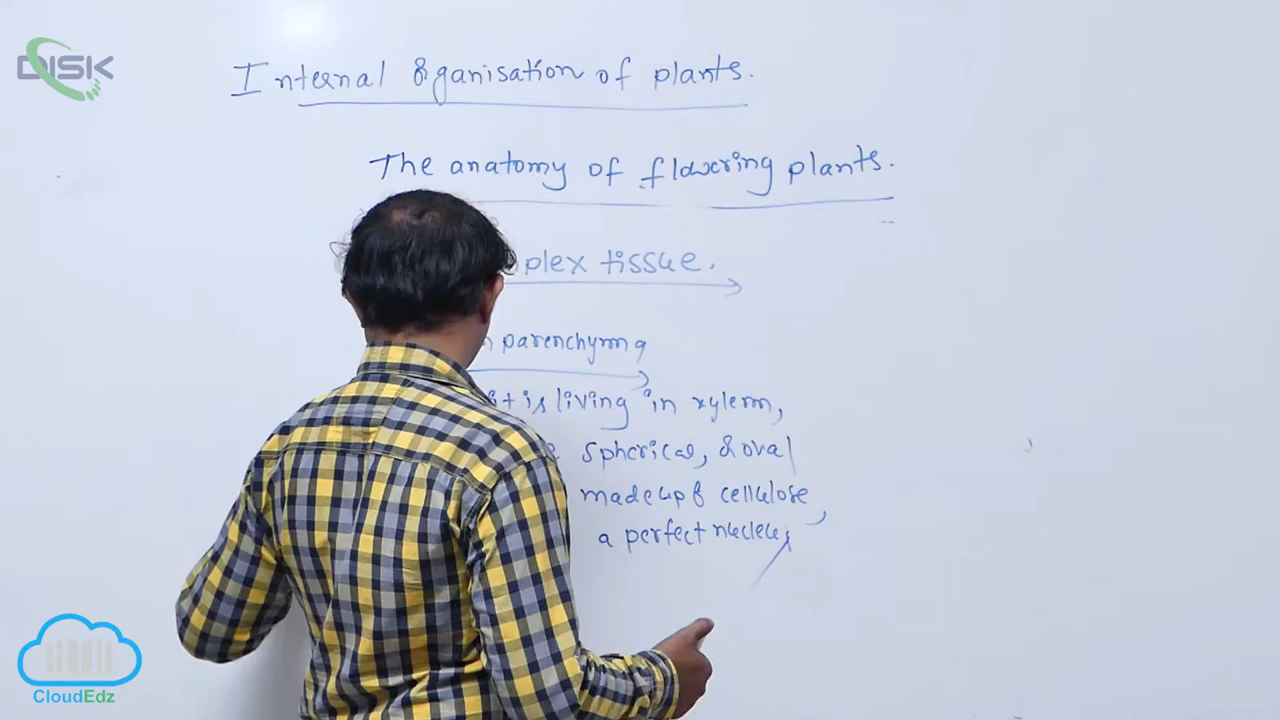 DISK
Internal organisation of plants.
The anatomy of flowering plants.
plex tissue.
parenchyma
it is living in xylem,
spherical, & oval
made up of cellulose,
a perfect nucleus
CloudEdz